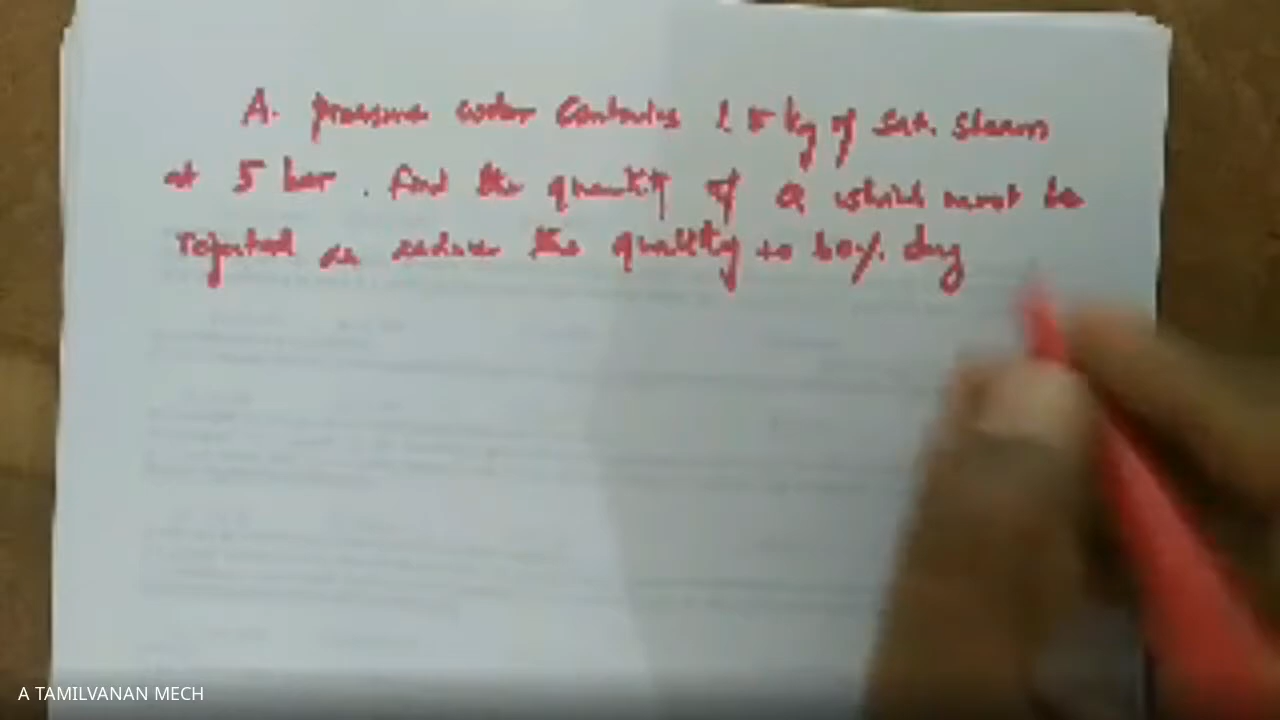 A. pressure cooker contains 1.5 kg of sat. steam
at 5 bar. find the quantity of Q which must be
rejected so reduce the quality to 60%. dry
A TAMILVANAN MECH